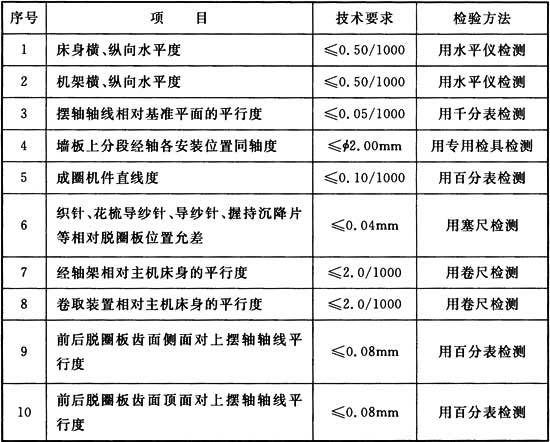 序号 项 目 技术要求 检验方法
1 床身横、纵向水平度 ≤0.50/1000 用水平仪检测
2 机架横、纵向水平度 ≤0.50/1000 用水平仪检测
3 摆轴轴线相对基准平面的平行度 ≤0.05/1000 用千分表检测
4 墙板上分段经轴各安装位置同轴度 ≤ϕ2.00mm 用专用检具检测
5 成圈机件直线度 ≤0.10/1000 用百分表检测
6 织针、花梳导纱针、导纱针、握持沉降片
等相对脱圈板位置允差 ≤0.04mm 用塞尺检测
7 经轴架相对主机床身的平行度 ≤2.0/1000 用卷尺检测
8 卷取装置相对主机床身的平行度 ≤2.0/1000 用卷尺检测
9 前后脱圈板齿面侧面对上摆轴轴线平
行度 ≤0.08mm 用百分表检测
10 前后脱圈板齿面顶面对上摆轴轴线平
行度 ≤0.08mm 用百分表检测